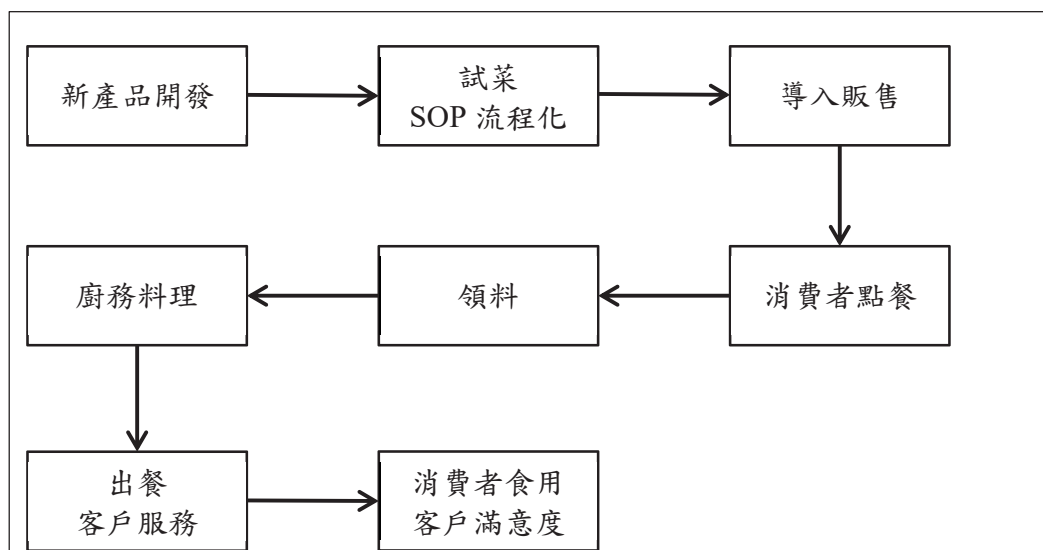 新產品開發
試菜
SOP 流程化
導入販售
消費者點餐
領料
廚務料理
出餐
客戶服務
消費者食用
客戶滿意度